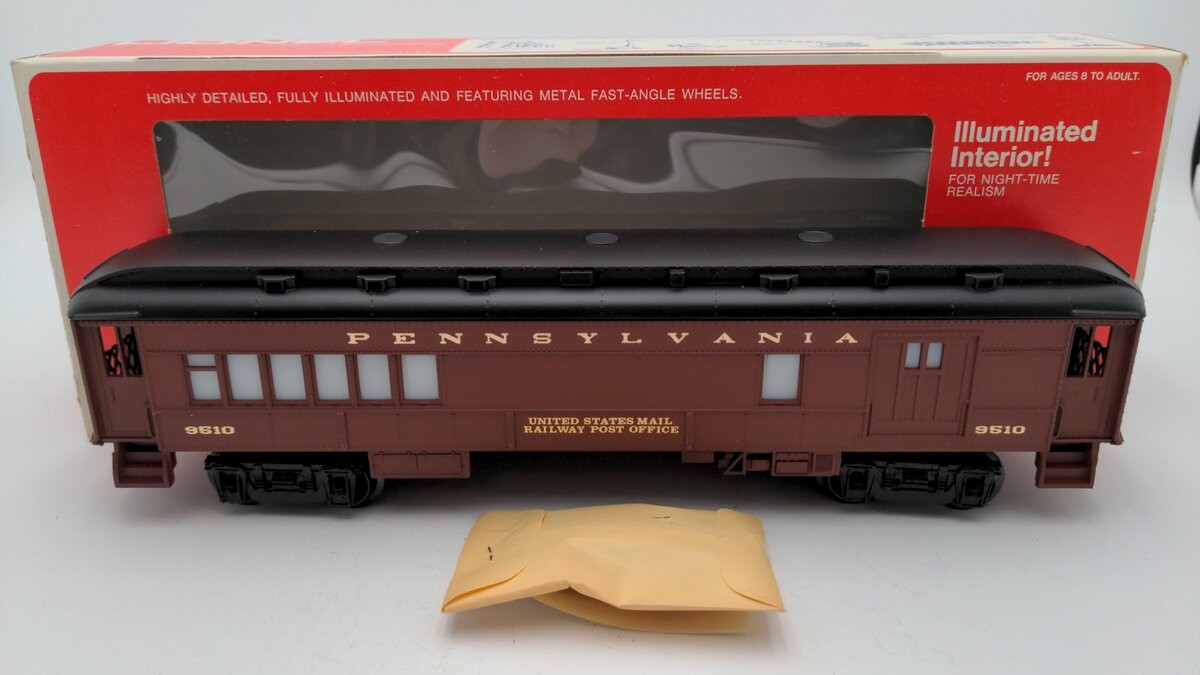 FOR AGES 8 TO ADULT.
HIGHLY DETAILED, FULLY ILLUMINATED AND FEATURING METAL FAST-ANGLE WHEELS.
Illuminated
Interior!
FOR NIGHT-TIME
REALISM
PENNSYLVANIA
9510
UNITED STATES MAIL
RAILWAY POST OFFICE
9510